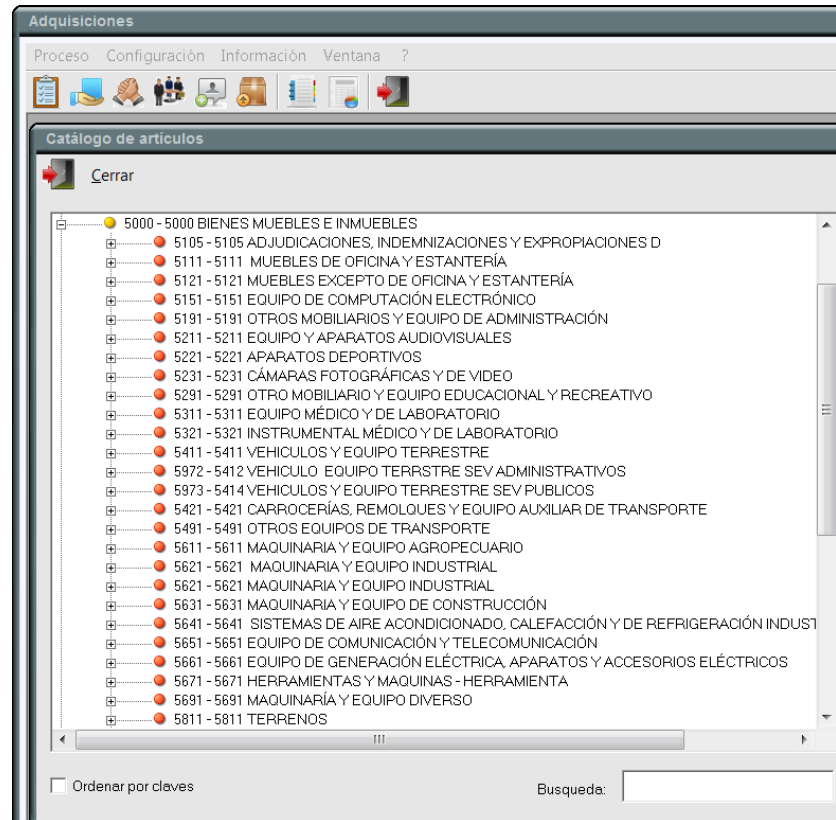 Adquisiciones
Proceso Configuración Información Ventana ?
Catálogo de artículos
Cerrar
5000 - 5000 BIENES MUEBLES E INMUEBLES
5105 - 5105 ADJUDICACIONES, INDEMNIZACIONES Y EXPROPIACIONES D
5111 - 5111 MUEBLES DE OFICINA Y ESTANTERÍA
5121 - 5121 MUEBLES EXCEPTO DE OFICINA Y ESTANTERÍA
5151 - 5151 EQUIPO DE COMPUTACIÓN ELECTRÓNICO
5191 - 5191 OTROS MOBILIARIOS Y EQUIPO DE ADMINISTRACIÓN
5211 - 5211 EQUIPO Y APARATOS AUDIOVISUALES
5221 - 5221 APARATOS DEPORTIVOS
5231 - 5231 CÁMARAS FOTOGRÁFICAS Y DE VIDEO
5291 - 5291 OTRO MOBILIARIO Y EQUIPO EDUCACIONAL Y RECREATIVO
5311 - 5311 EQUIPO MÉDICO Y DE LABORATORIO
5321 - 5321 INSTRUMENTAL MÉDICO Y DE LABORATORIO
5411 - 5411 VEHICULOS Y EQUIPO TERRESTRE
5972 - 5412 VEHICULO EQUIPO TERRSTRE SEV ADMINISTRATIVOS
5973 - 5414 VEHICULOS Y EQUIPO TERRESTRE SEV PUBLICOS
5421 - 5421 CARROCERÍAS, REMOLQUES Y EQUIPO AUXILIAR DE TRANSPORTE
5491 - 5491 OTROS EQUIPOS DE TRANSPORTE
5611 - 5611 MAQUINARIA Y EQUIPO AGROPECUARIO
5621 - 5621 MAQUINARIA Y EQUIPO INDUSTRIAL
5621 - 5621 MAQUINARIA Y EQUIPO INDUSTRIAL
5631 - 5631 MAQUINARIA Y EQUIPO DE CONSTRUCCIÓN
5641 - 5641 SISTEMAS DE AIRE ACONDICIONADO, CALEFACCIÓN Y DE REFRIGERACIÓN INDUST
5651 - 5651 EQUIPO DE COMUNICACIÓN Y TELECOMUNICACIÓN
5661 - 5661 EQUIPO DE GENERACIÓN ELÉCTRICA, APARATOS Y ACCESORIOS ELÉCTRICOS
5671 - 5671 HERRAMIENTAS Y MAQUINAS - HERRAMIENTA
5691 - 5691 MAQUINARÍA Y EQUIPO DIVERSO
5811 - 5811 TERRENOS
Ordenar por claves
Busqueda: